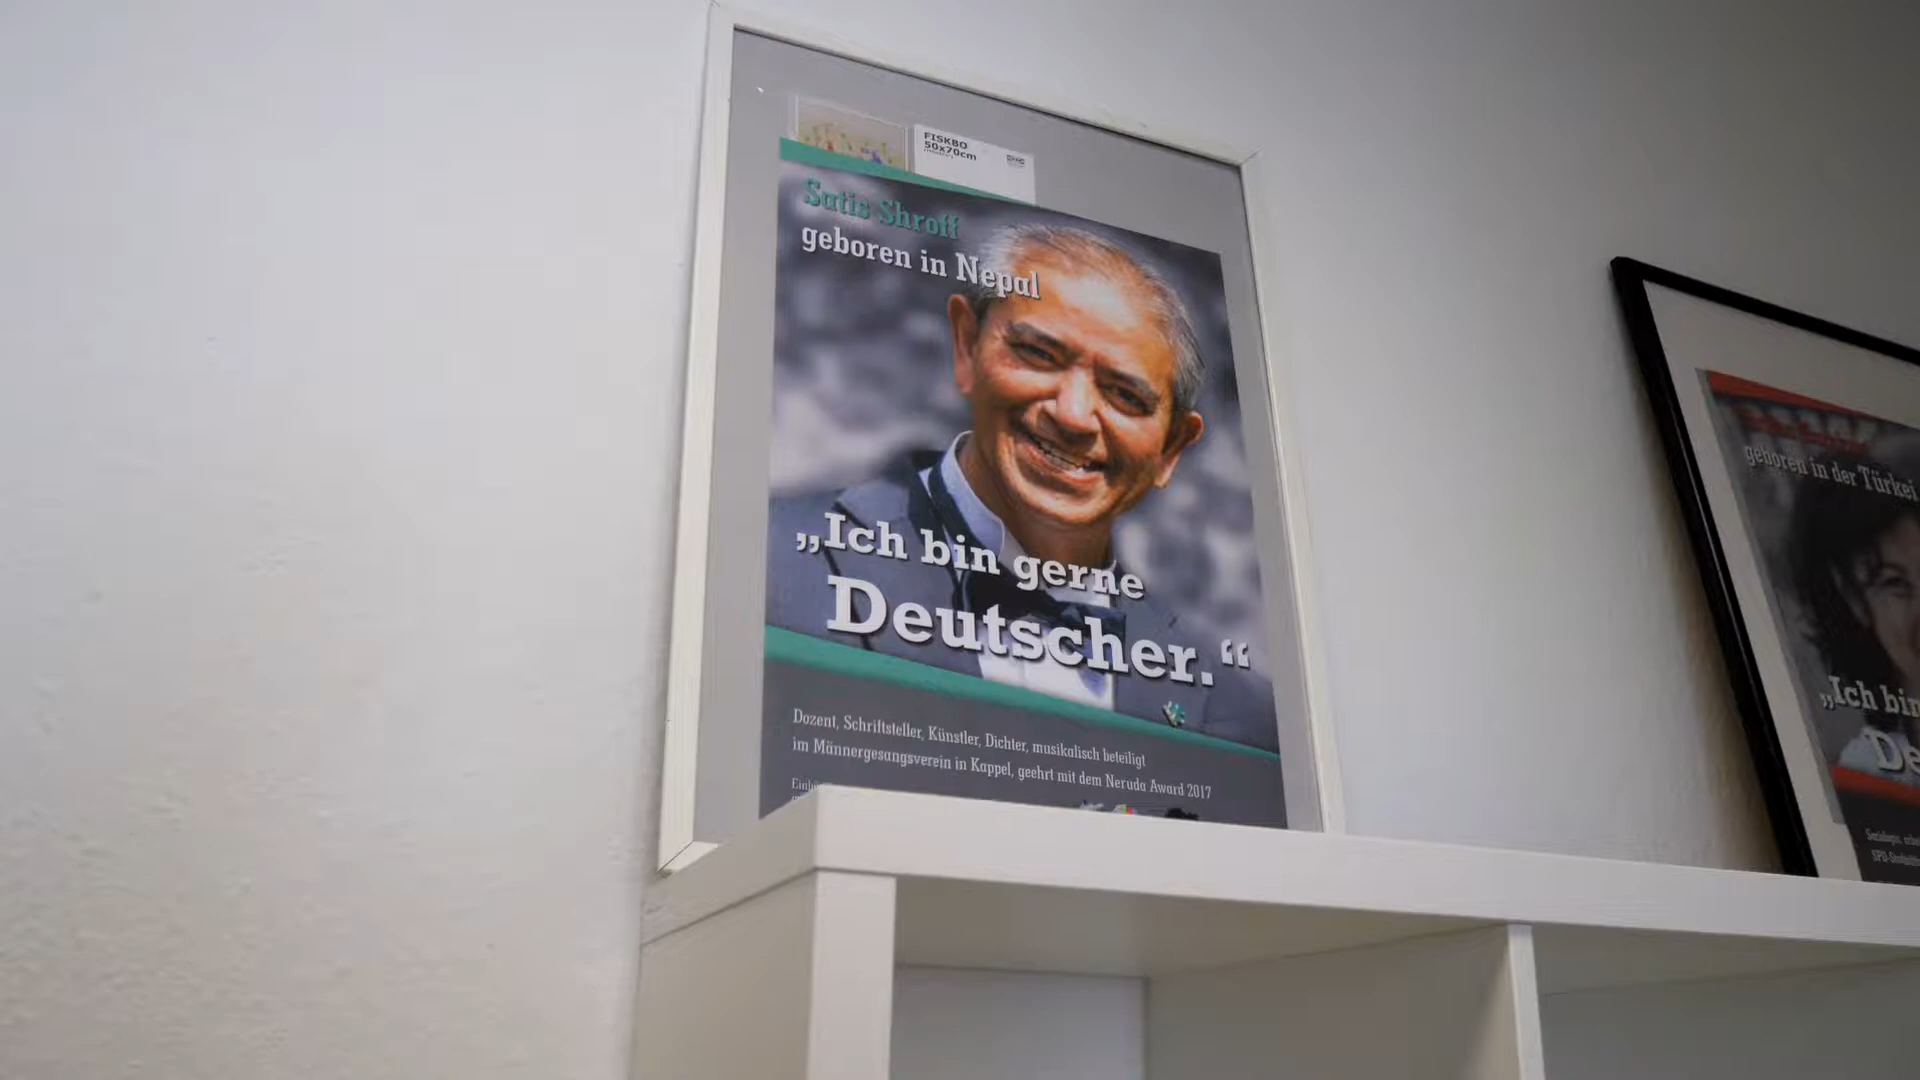 FISKBO
50x70cm
Satis Shroff
geboren in Nepal
„Ich bin gerne
Deutscher.“
Dozent, Schriftsteller, Künstler, Dichter, musikalisch beteiligt
im Männergesangsverein in Kappel, geehrt mit dem Neruda Award 2017
geboren in der Türkei
„Ich bin
De